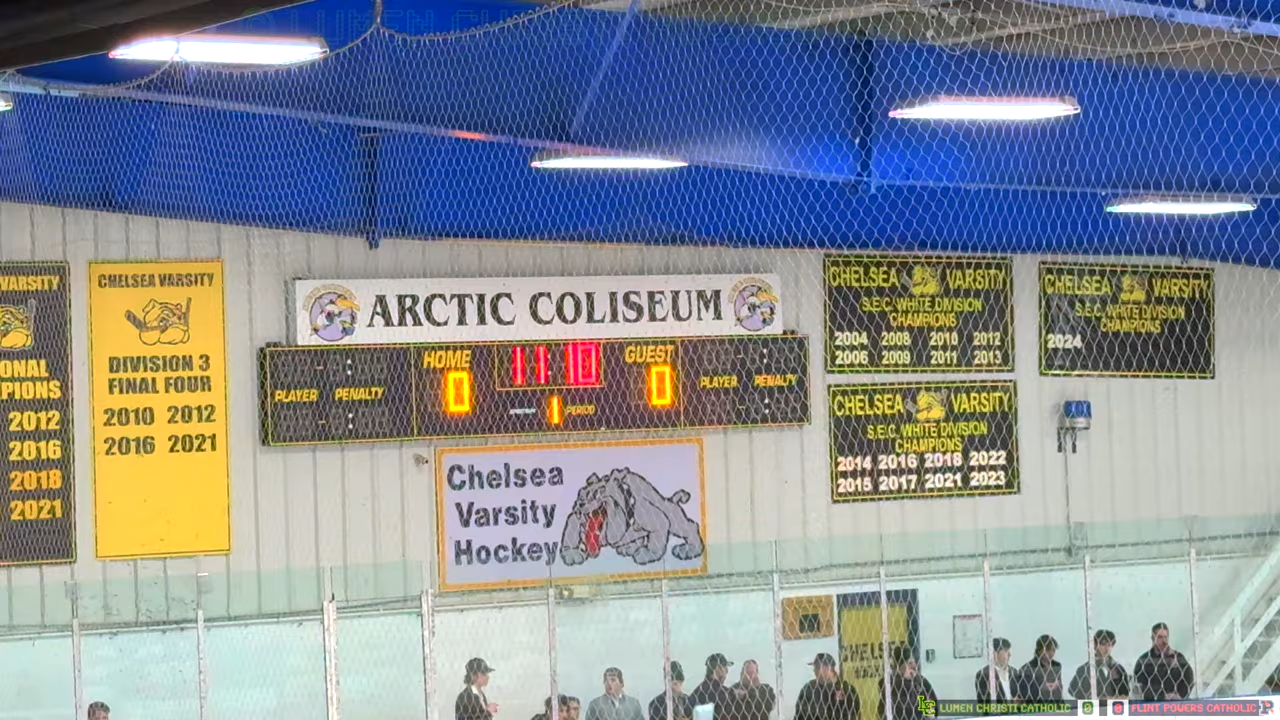 VARSITY
ONAL
PIONS
2012
2016
2018
2021
CHELSEA VARSITY
DIVISION 3
FINAL FOUR
2010 2012
2016 2021
ARCTIC COLISEUM
HOME
GUEST
PLAYER PENALTY
0
11 10
0
PLAYER PENALTY
1 PERIOD
Chelsea
Varsity
Hockey
CHELSEA VARSITY
S.E.C. WHITE DIVISION
CHAMPIONS
2004 2008 2010 2012
2006 2009 2011 2013
CHELSEA VARSITY
S.E.C. WHITE DIVISION
CHAMPIONS
2014 2016 2018 2022
2015 2017 2021 2023
CHELSEA VARSITY
S.E.C. WHITE DIVISION
CHAMPIONS
2024
LUMEN CHRISTI CATHOLIC 0 0 FLINT POWERS CATHOLIC